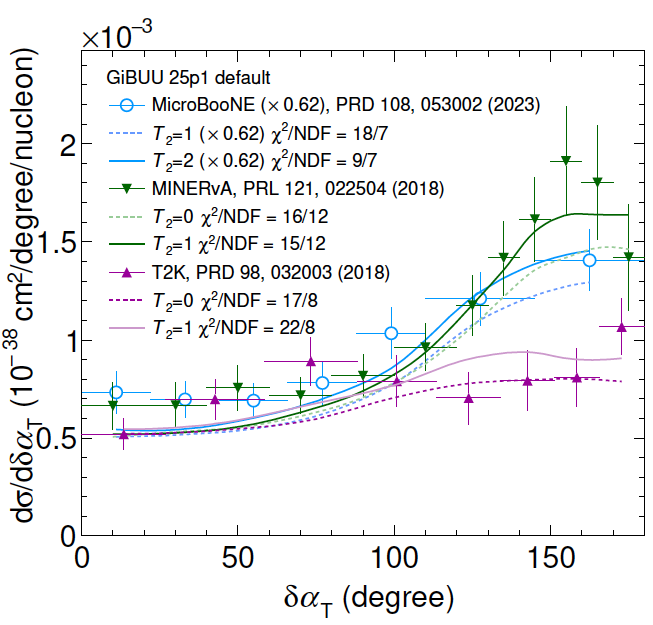 ×10⁻³
GiBUU 25p1 default
MicroBooNE (× 0.62), PRD 108, 053002 (2023)
T₂=1 (× 0.62) χ²/NDF = 18/7
T₂=2 (× 0.62) χ²/NDF = 9/7
MINERvA, PRL 121, 022504 (2018)
T₂=0 χ²/NDF = 16/12
T₂=1 χ²/NDF = 15/12
T2K, PRD 98, 032003 (2018)
T₂=0 χ²/NDF = 17/8
T₂=1 χ²/NDF = 22/8
2
1.5
1
0.5
0
dσ/dδα_T (10⁻³⁸ cm²/degree/nucleon)
0 50 100 150
δα_T (degree)